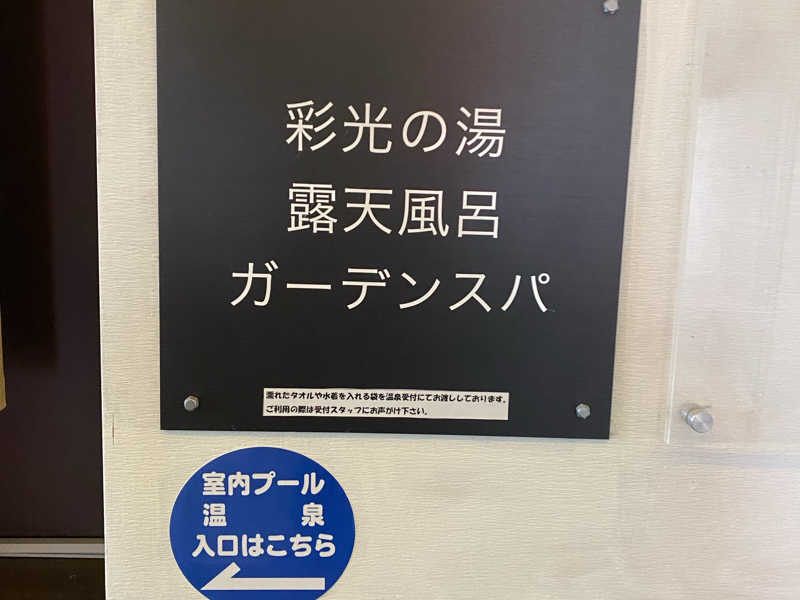 彩光の湯
露天風呂
ガーデンスパ
濡れたタオルや水着を入れる袋を温泉受付にてお渡ししております。
ご利用の際は受付スタッフにお声がけ下さい。
室内プール
温 泉
入口はこちら